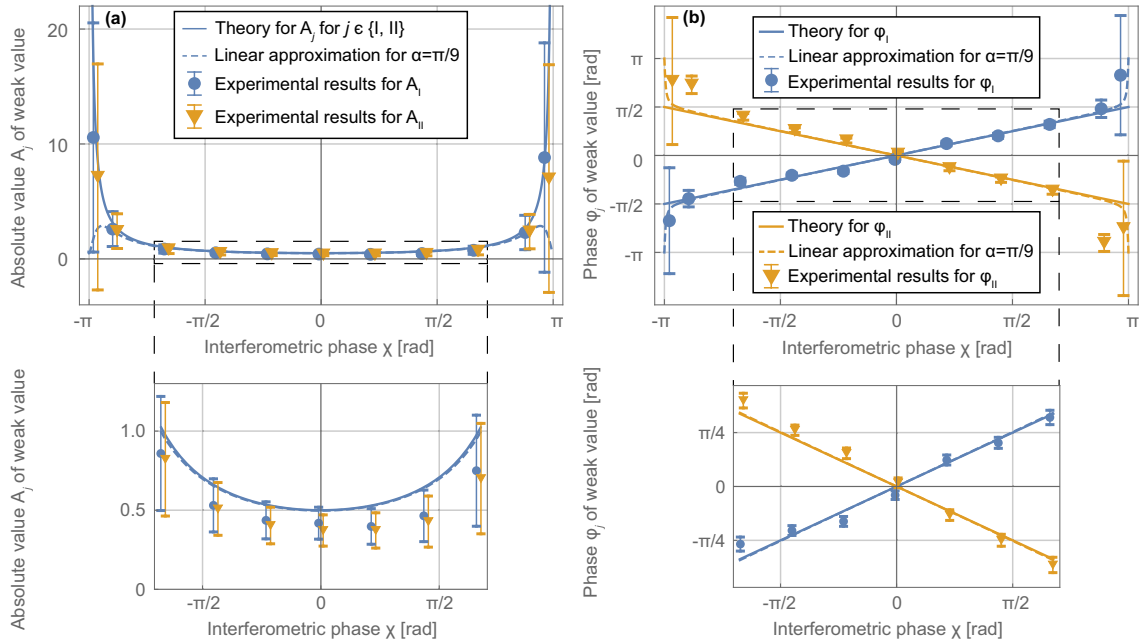 (a)
Theory for A_j for j ϵ {I, II}
Linear approximation for α=π/9
Experimental results for A_I
Experimental results for A_II
Absolute value A_j of weak value
20
10
0
-π
-π/2
0
π/2
π
Interferometric phase χ [rad]
(b)
Theory for φ_I
Linear approximation for α=π/9
Experimental results for φ_I
Theory for φ_II
Linear approximation for α=π/9
Experimental results for φ_II
Phase φ_j of weak value [rad]
π
π/2
0
-π/2
-π
-π
-π/2
0
π/2
π
Interferometric phase χ [rad]
Absolute value A_j of weak value
1.0
0.5
0
-π/2
0
π/2
Interferometric phase χ [rad]
Phase φ_j of weak value [rad]
π/4
0
-π/4
-π/2
0
π/2
Interferometric phase χ [rad]